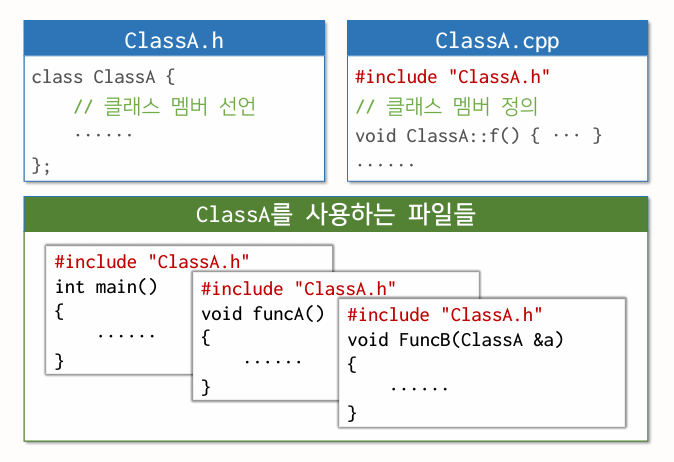 ClassA.h
class ClassA {
// 클래스 멤버 선언
······
};
ClassA.cpp
#include "ClassA.h"
// 클래스 멤버 정의
void ClassA::f() { ··· }
······
ClassA를 사용하는 파일들
#include "ClassA.h"
int main()
{
······
}
#include "ClassA.h"
void funcA()
{
······
}
#include "ClassA.h"
void FuncB(ClassA &a)
{
······
}